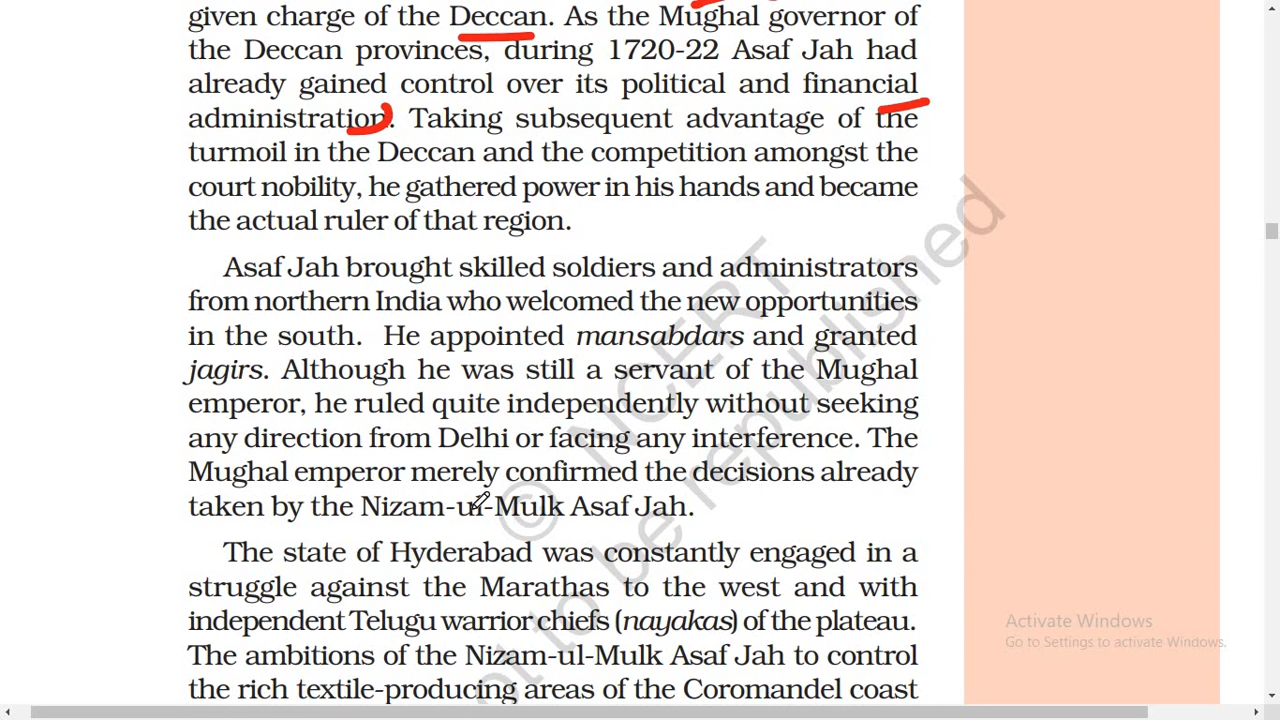 given charge of the Deccan. As the Mughal governor of
the Deccan provinces, during 1720-22 Asaf Jah had
already gained control over its political and financial
administration. Taking subsequent advantage of the
turmoil in the Deccan and the competition amongst the
court nobility, he gathered power in his hands and became
the actual ruler of that region.
Asaf Jah brought skilled soldiers and administrators
from northern India who welcomed the new opportunities
in the south. He appointed mansabdars and granted
jagirs. Although he was still a servant of the Mughal
emperor, he ruled quite independently without seeking
any direction from Delhi or facing any interference. The
Mughal emperor merely confirmed the decisions already
taken by the Nizam-ul-Mulk Asaf Jah.
The state of Hyderabad was constantly engaged in a
struggle against the Marathas to the west and with
independent Telugu warrior chiefs (nayakas) of the plateau.
The ambitions of the Nizam-ul-Mulk Asaf Jah to control
the rich textile-producing areas of the Coromandel coast
© NCERT
not to be republished
Activate Windows
Go to Settings to activate Windows.